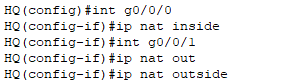 HQ(config)#int g0/0/0
HQ(config-if)#ip nat inside
HQ(config-if)#int g0/0/1
HQ(config-if)#ip nat out
HQ(config-if)#ip nat outside